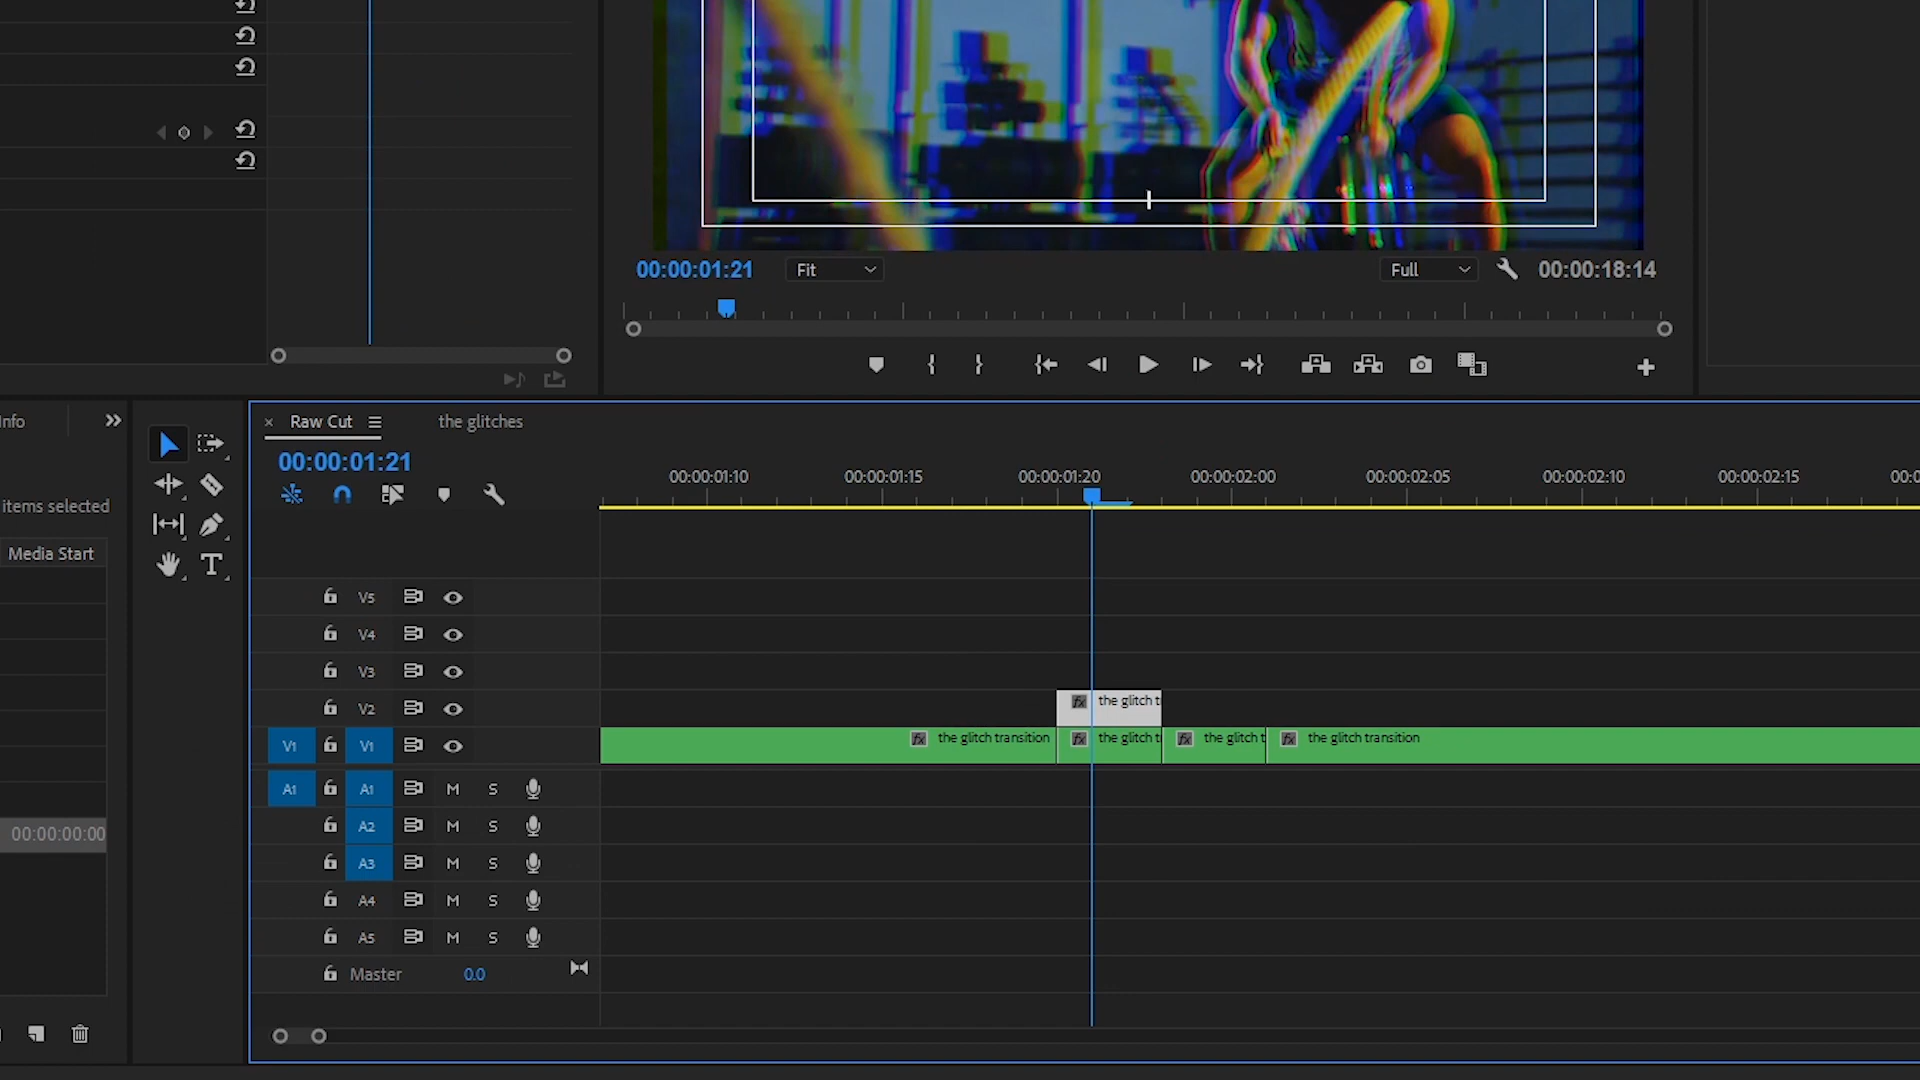 00:00:01:21
Fit
Full
00:00:18:14
Info
Raw Cut
the glitches
00:00:01:21
00:00:01:10
00:00:01:15
00:00:01:20
00:00:02:00
00:00:02:05
00:00:02:10
00:00:02:15
items selected
Media Start
T
V5
V4
V3
V2
the glitch t
V1
V1
the glitch transition
the glitch t
the glitch t
the glitch transition
A1
A1
M
S
00:00:00:00
A2
M
S
A3
M
S
A4
M
S
A5
M
S
Master
0.0